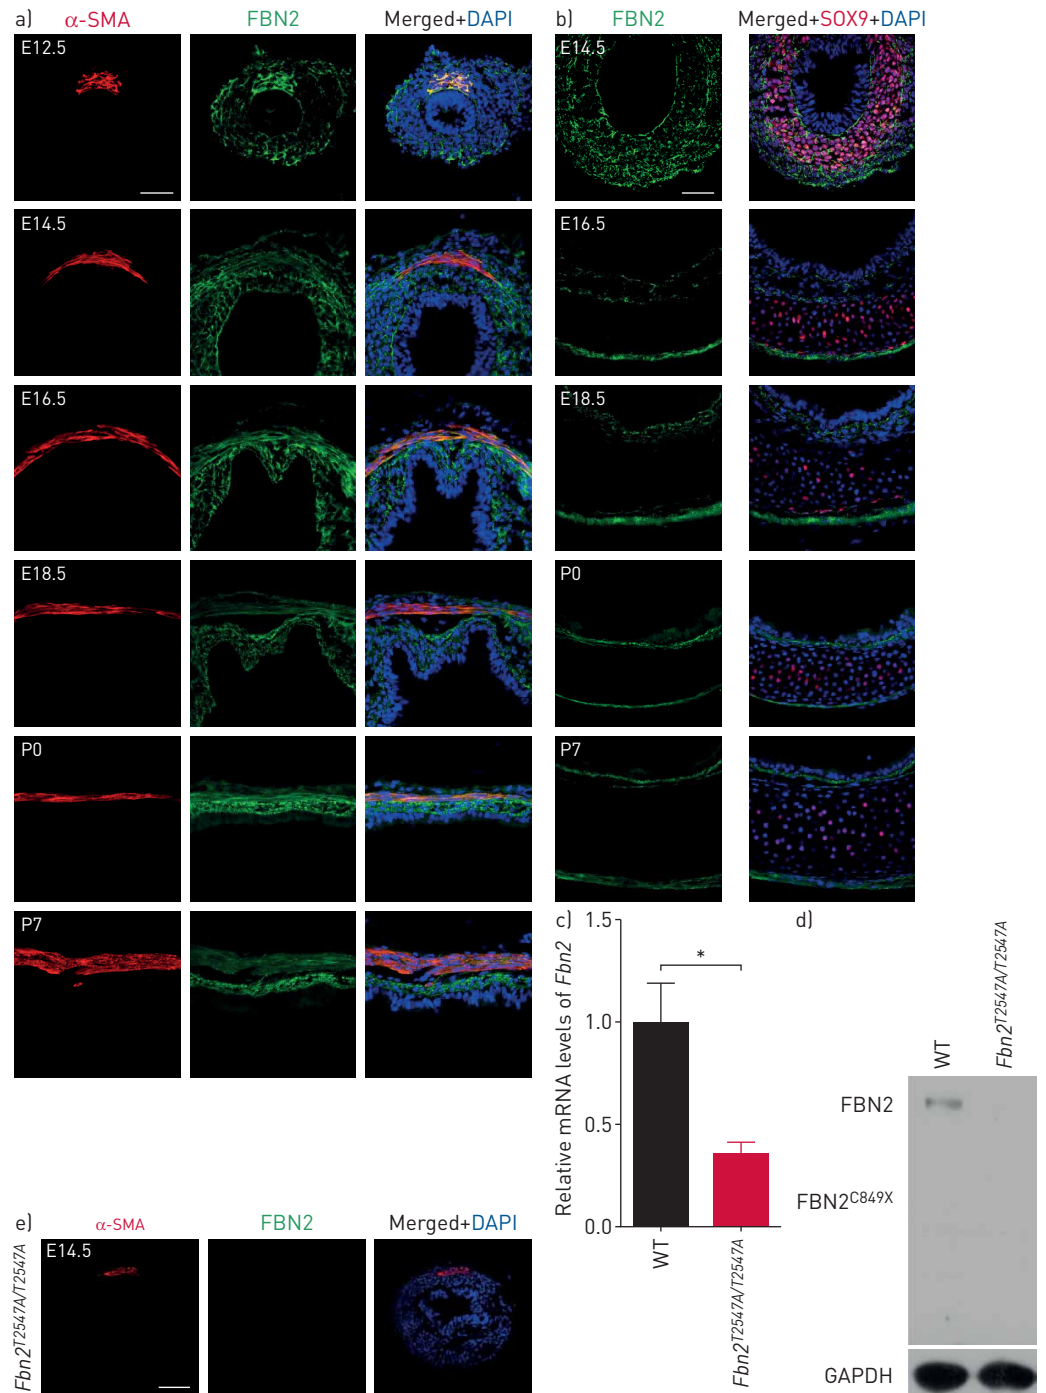 a)
α-SMA FBN2 Merged+DAPI
E12.5
E14.5
E16.5
E18.5
P0
P7
b)
FBN2 Merged+SOX9+DAPI
E14.5
E16.5
E18.5
P0
P7
c)
Relative mRNA levels of Fbn2
1.5
1.0
0.5
0.0
*
WT
Fbn2T2547A/T2547A
d)
WT
Fbn2T2547A/T2547A
FBN2
FBN2C849X
GAPDH
e)
α-SMA FBN2 Merged+DAPI
Fbn2T2547A/T2547A
E14.5